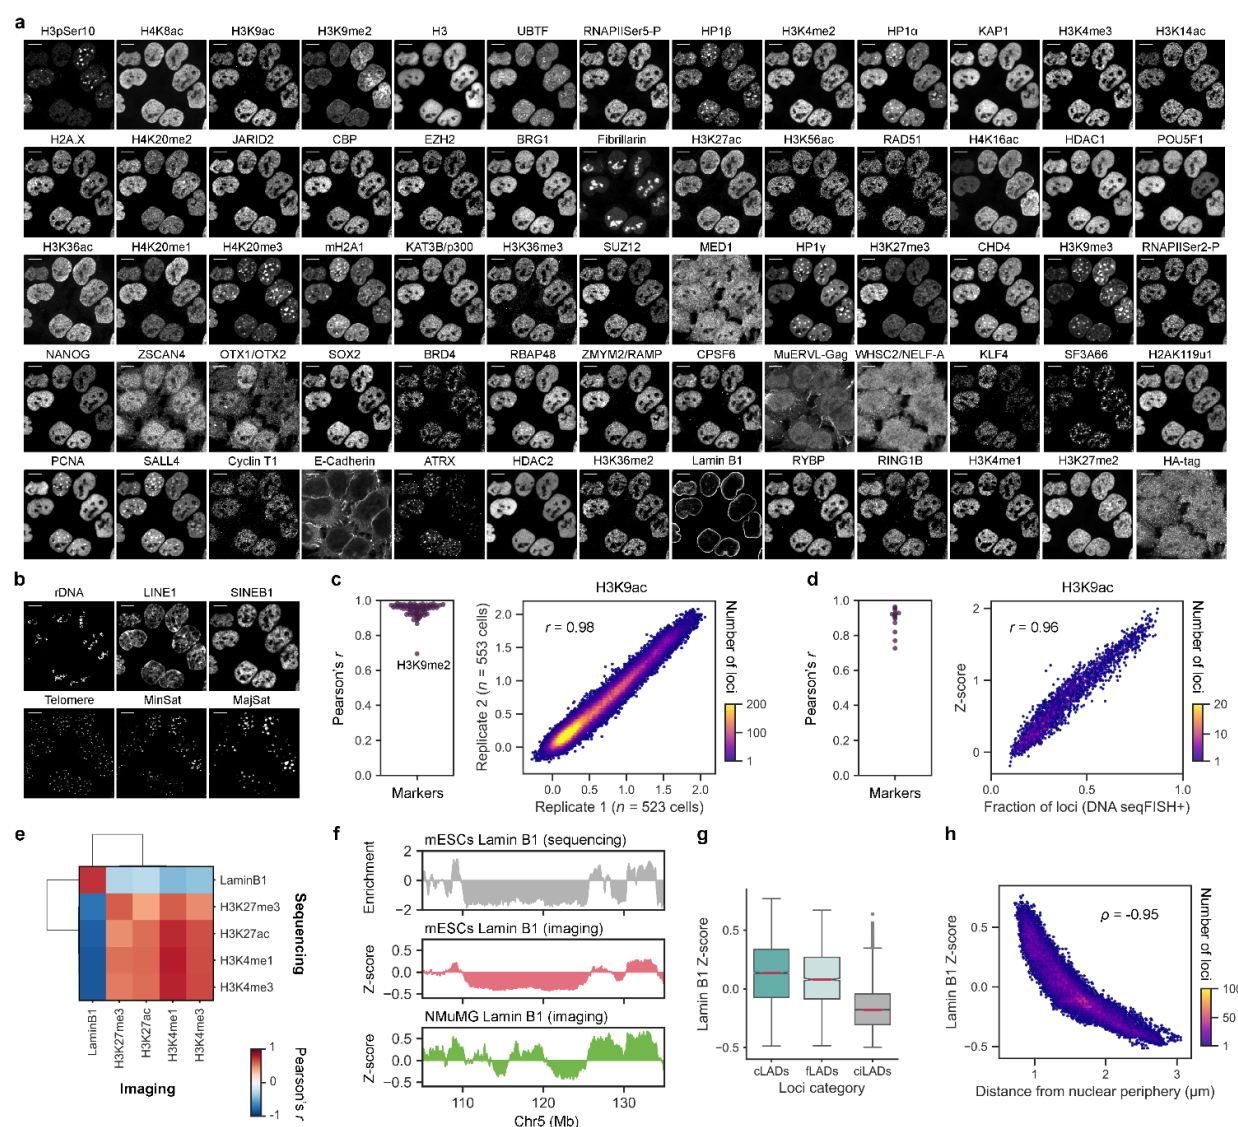 a
H3pSer10 H4K8ac H3K9ac H3K9me2 H3 UBTF RNAPIISer5-P HP1β H3K4me2 HP1α KAP1 H3K4me3 H3K14ac
H2A.X H4K20me2 JARID2 CBP EZH2 BRG1 Fibrillarin H3K27ac H3K56ac RAD51 H4K16ac HDAC1 POU5F1
H3K36ac H4K20me1 H4K20me3 mH2A1 KAT3B/p300 H3K36me3 SUZ12 MED1 HP1γ H3K27me3 CHD4 H3K9me3 RNAPIISer2-P
NANOG ZSCAN4 OTX1/OTX2 SOX2 BRD4 RBAP48 ZMYM2/RAMP CPSF6 MuERVL-Gag WHSC2/NELF-A KLF4 SF3A66 H2AK119u1
PCNA SALL4 Cyclin T1 E-Cadherin ATRX HDAC2 H3K36me2 Lamin B1 RYBP RING1B H3K4me1 H3K27me2 HA-tag
b
rDNA LINE1 SINEB1
Telomere MinSat MajSat
c
Pearson's r
1.0
0.8
0.6
0.4
0.2
0.0
H3K9me2
Markers
H3K9ac
r = 0.98
Replicate 2 (n = 553 cells)
2.0
1.5
1.0
0.5
0.0
0.0 0.5 1.0 1.5 2.0
Replicate 1 (n = 523 cells)
Number of loci
200
100
1
d
Pearson's r
1.0
0.8
0.6
0.4
0.2
0.0
Markers
H3K9ac
r = 0.96
Z-score
2
1
0
0.0 0.5 1.0
Fraction of loci (DNA seqFISH+)
Number of loci
20
10
1
e
LaminB1
H3K27me3
H3K27ac
H3K4me1
H3K4me3
Sequencing
LaminB1 H3K27me3 H3K27ac H3K4me1 H3K4me3
Imaging
1
0
-1
Pearson's r
f
mESCs Lamin B1 (sequencing)
Enrichment
2
0
−2
mESCs Lamin B1 (imaging)
Z-score
0.5
0.0
−0.5
NMuMG Lamin B1 (imaging)
Z-score
0.5
0.0
−0.5
110 120 130
Chr5 (Mb)
g
Lamin B1 Z-score
0.5
0.0
−0.5
cLADs fLADs ciLADs
Loci category
h
Lamin B1 Z-score
0.5
0.0
−0.5
ρ = -0.95
1 2 3
Distance from nuclear periphery (μm)
Number of loci
100
50
1